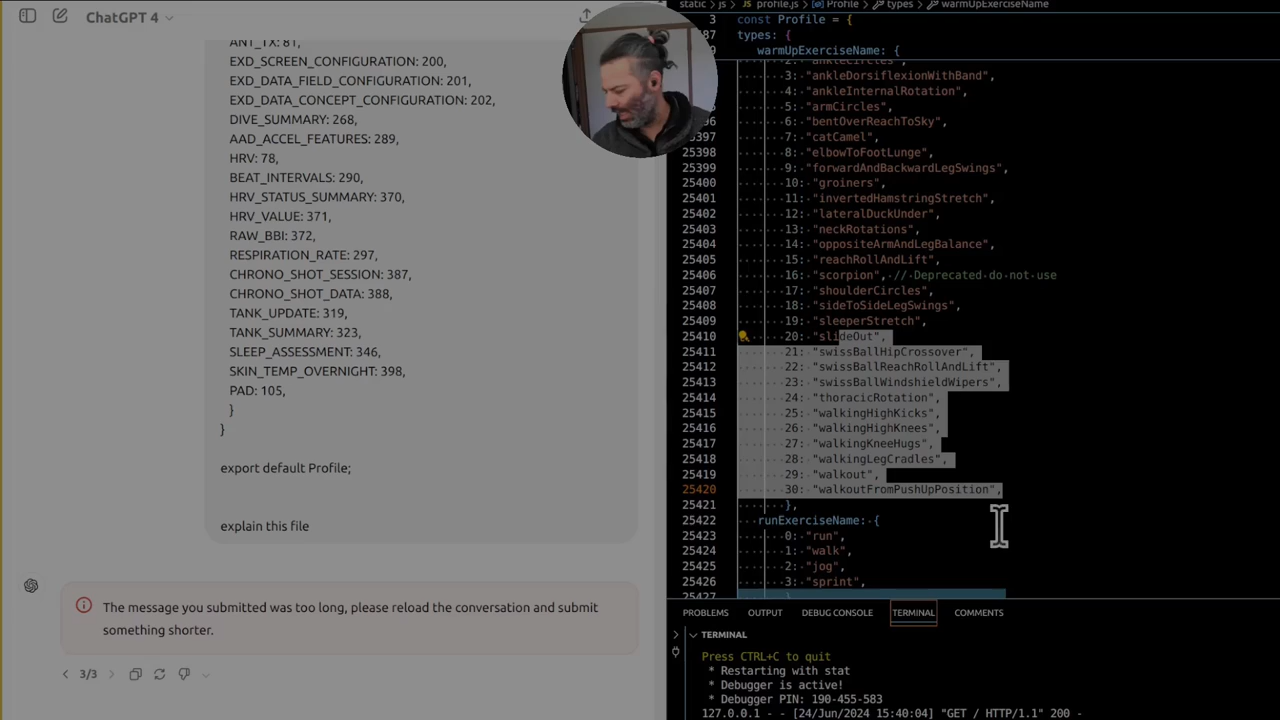 ChatGPT 4
ANT_TX: 81,
EXD_SCREEN_CONFIGURATION: 200,
EXD_DATA_FIELD_CONFIGURATION: 201,
EXD_DATA_CONCEPT_CONFIGURATION: 202,
DIVE_SUMMARY: 268,
AAD_ACCEL_FEATURES: 289,
HRV: 78,
BEAT_INTERVALS: 290,
HRV_STATUS_SUMMARY: 370,
HRV_VALUE: 371,
RAW_BBI: 372,
RESPIRATION_RATE: 297,
CHRONO_SHOT_SESSION: 387,
CHRONO_SHOT_DATA: 388,
TANK_UPDATE: 319,
TANK_SUMMARY: 323,
SLEEP_ASSESSMENT: 346,
SKIN_TEMP_OVERNIGHT: 398,
PAD: 105,
}
}
export default Profile;
explain this file
The message you submitted was too long, please reload the conversation and submit
something shorter.
3/3
static > js > JS profile.js > Profile > types > warmUpExerciseName
3 const Profile = {
87 types: {
9 warmUpExerciseName: {
2: "ankleCircles",
3: "ankleDorsiflexionWithBand",
4: "ankleInternalRotation",
5: "armCircles",
6: "bentOverReachToSky",
25397 7: "catCamel",
25398 8: "elbowToFootLunge",
25399 9: "forwardAndBackwardLegSwings",
25400 10: "groiners",
25401 11: "invertedHamstringStretch",
25402 12: "lateralDuckUnder",
25403 13: "neckRotations",
25404 14: "oppositeArmAndLegBalance",
25405 15: "reachRollAndLift",
25406 16: "scorpion", // Deprecated do not use
25407 17: "shoulderCircles",
25408 18: "sideToSideLegSwings",
25409 19: "sleeperStretch",
25410 20: "slideOut",
25411 21: "swissBallHipCrossover",
25412 22: "swissBallReachRollAndLift",
25413 23: "swissBallWindshieldWipers",
25414 24: "thoracicRotation",
25415 25: "walkingHighKicks",
25416 26: "walkingHighKnees",
25417 27: "walkingKneeHugs",
25418 28: "walkingLegCradles",
25419 29: "walkout",
25420 30: "walkoutFromPushUpPosition",
25421 },
25422 runExerciseName: {
25423 0: "run",
25424 1: "walk",
25425 2: "jog",
25426 3: "sprint",
25427 }
PROBLEMS OUTPUT DEBUG CONSOLE TERMINAL COMMENTS
TERMINAL
Press CTRL+C to quit
* Restarting with stat
* Debugger is active!
* Debugger PIN: 190-455-583
127.0.0.1 - - [24/Jun/2024 15:40:04] "GET / HTTP/1.1" 200 -